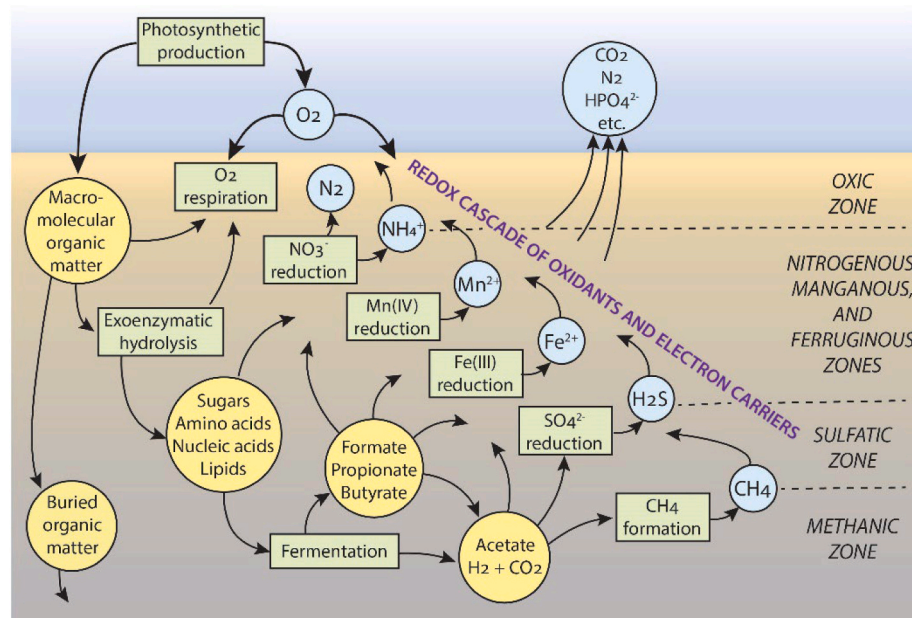 Photosynthetic
production
CO2
N2
HPO4²⁻
etc.
O2
O2
respiration
N2
Macro-
molecular
organic
matter
NO3⁻
reduction
NH4⁺
REDOX CASCADE OF OXIDANTS AND ELECTRON CARRIERS
OXIC
ZONE
Mn(IV)
reduction
Mn²⁺
NITROGENOUS,
MANGANOUS,
AND
FERRUGINOUS
ZONES
Exoenzymatic
hydrolysis
Fe(III)
reduction
Fe²⁺
Sugars
Amino acids
Nucleic acids
Lipids
Formate
Propionate
Butyrate
SO4²⁻
reduction
H2S
SULFATIC
ZONE
Buried
organic
matter
Fermentation
Acetate
H2 + CO2
CH4
formation
CH4
METHANIC
ZONE